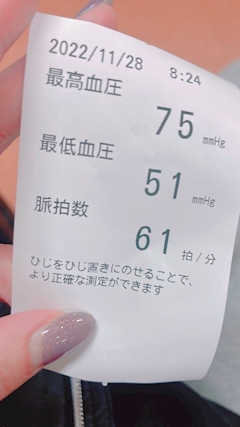 2022/11/28 8:24
最高血圧
75 mmHg
最低血圧
51 mmHg
脈拍数
61 拍/分
ひじをひじ置きにのせることで、
より正確な測定ができます